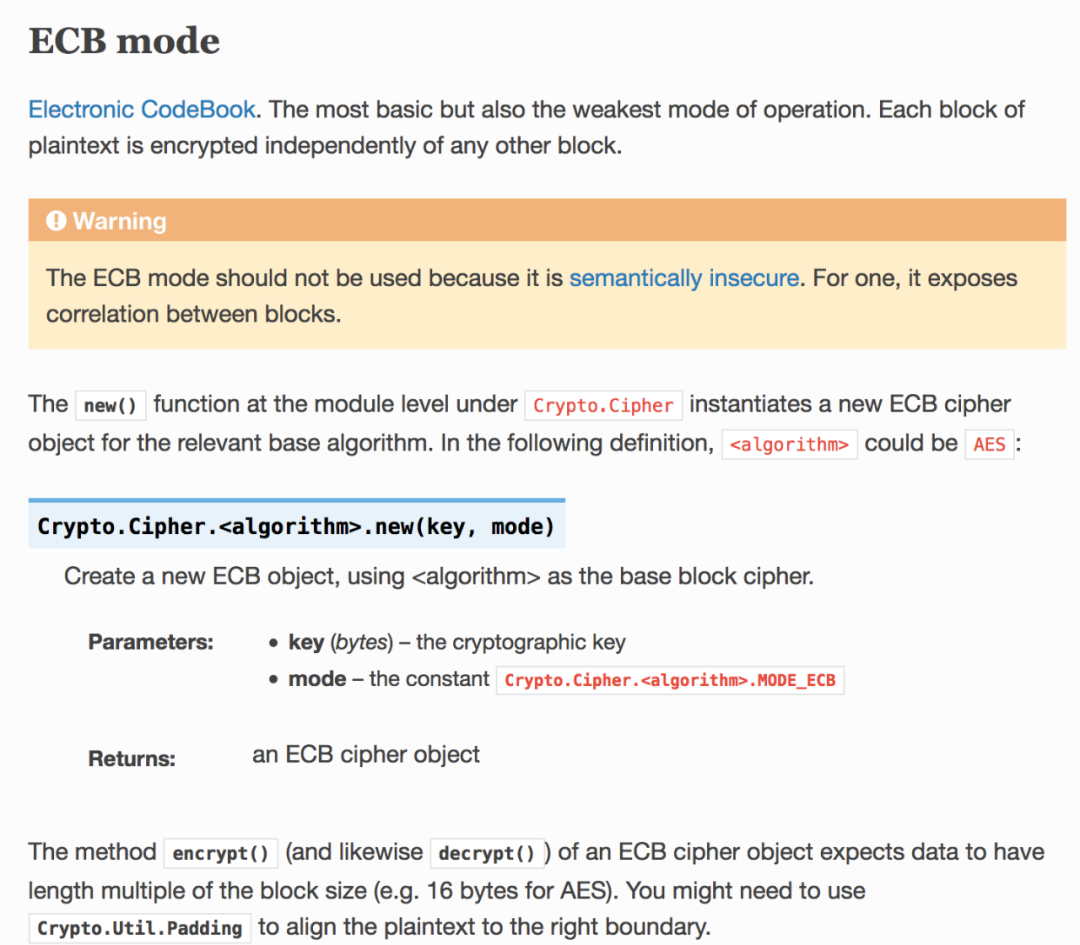 ECB mode
Electronic CodeBook. The most basic but also the weakest mode of operation. Each block of
plaintext is encrypted independently of any other block.
Warning
The ECB mode should not be used because it is semantically insecure. For one, it exposes
correlation between blocks.
The new() function at the module level under Crypto.Cipher instantiates a new ECB cipher
object for the relevant base algorithm. In the following definition, <algorithm> could be AES :
Crypto.Cipher.<algorithm>.new(key, mode)
Create a new ECB object, using <algorithm> as the base block cipher.
Parameters: • key (bytes) – the cryptographic key
• mode – the constant Crypto.Cipher.<algorithm>.MODE_ECB
Returns: an ECB cipher object
The method encrypt() (and likewise decrypt() ) of an ECB cipher object expects data to have
length multiple of the block size (e.g. 16 bytes for AES). You might need to use
Crypto.Util.Padding to align the plaintext to the right boundary.